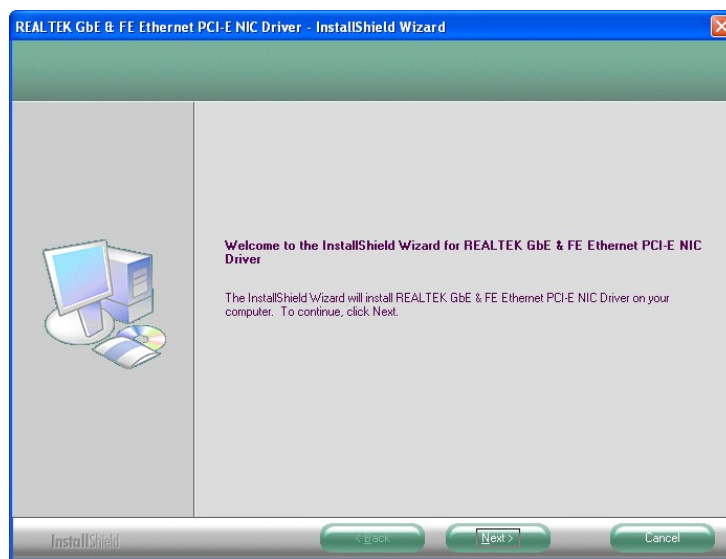 REALTEK GbE & FE Ethernet PCI-E NIC Driver - InstallShield Wizard
Welcome to the InstallShield Wizard for REALTEK GbE & FE Ethernet PCI-E NIC
Driver
The InstallShield Wizard will install REALTEK GbE & FE Ethernet PCI-E NIC Driver on your
computer. To continue, click Next.
InstallShield
< Back
Next >
Cancel